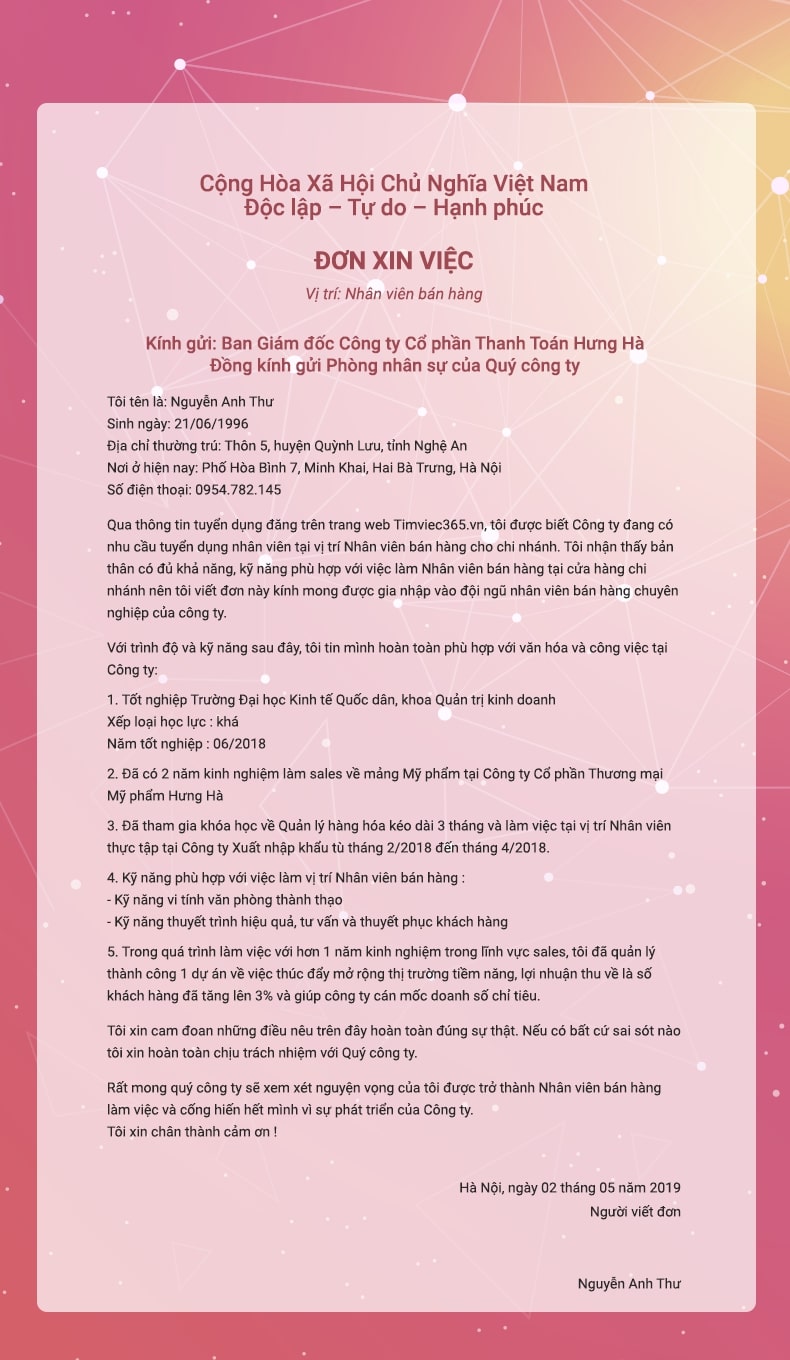 Cộng Hòa Xã Hội Chủ Nghĩa Việt Nam
Độc lập – Tự do – Hạnh phúc
ĐƠN XIN VIỆC
Vị trí: Nhân viên bán hàng
Kính gửi: Ban Giám đốc Công ty Cổ phần Thanh Toán Hưng Hà
Đồng kính gửi Phòng nhân sự của Quý công ty
Tôi tên là: Nguyễn Anh Thư
Sinh ngày: 21/06/1996
Địa chỉ thường trú: Thôn 5, huyện Quỳnh Lưu, tỉnh Nghệ An
Nơi ở hiện nay: Phố Hòa Bình 7, Minh Khai, Hai Bà Trưng, Hà Nội
Số điện thoại: 0954.782.145
Qua thông tin tuyển dụng đăng trên trang web Timviec365.vn, tôi được biết Công ty đang có
nhu cầu tuyển dụng nhân viên tại vị trí Nhân viên bán hàng cho chi nhánh. Tôi nhận thấy bản
thân có đủ khả năng, kỹ năng phù hợp với việc làm Nhân viên bán hàng tại cửa hàng chi
nhánh nên tôi viết đơn này kính mong được gia nhập vào đội ngũ nhân viên bán hàng chuyên
nghiệp của công ty.
Với trình độ và kỹ năng sau đây, tôi tin mình hoàn toàn phù hợp với văn hóa và công việc tại
Công ty:
1. Tốt nghiệp Trường Đại học Kinh tế Quốc dân, khoa Quản trị kinh doanh
Xếp loại học lực : khá
Năm tốt nghiệp : 06/2018
2. Đã có 2 năm kinh nghiệm làm sales về mảng Mỹ phẩm tại Công ty Cổ phần Thương mại
Mỹ phẩm Hưng Hà
3. Đã tham gia khóa học về Quản lý hàng hóa kéo dài 3 tháng và làm việc tại vị trí Nhân viên
thực tập tại Công ty Xuất nhập khẩu tù tháng 2/2018 đến tháng 4/2018.
4. Kỹ năng phù hợp với việc làm vị trí Nhân viên bán hàng :
- Kỹ năng vi tính văn phòng thành thạo
- Kỹ năng thuyết trình hiệu quả, tư vấn và thuyết phục khách hàng
5. Trong quá trình làm việc với hơn 1 năm kinh nghiệm trong lĩnh vực sales, tôi đã quản lý
thành công 1 dự án về việc thúc đẩy mở rộng thị trường tiềm năng, lợi nhuận thu về là số
khách hàng đã tăng lên 3% và giúp công ty cán mốc doanh số chỉ tiêu.
Tôi xin cam đoan những điều nêu trên đây hoàn toàn đúng sự thật. Nếu có bất cứ sai sót nào
tôi xin hoàn toàn chịu trách nhiệm với Quý công ty.
Rất mong quý công ty sẽ xem xét nguyện vọng của tôi được trở thành Nhân viên bán hàng
làm việc và cống hiến hết mình vì sự phát triển của Công ty.
Tôi xin chân thành cảm ơn !
Hà Nội, ngày 02 tháng 05 năm 2019
Người viết đơn
Nguyễn Anh Thư